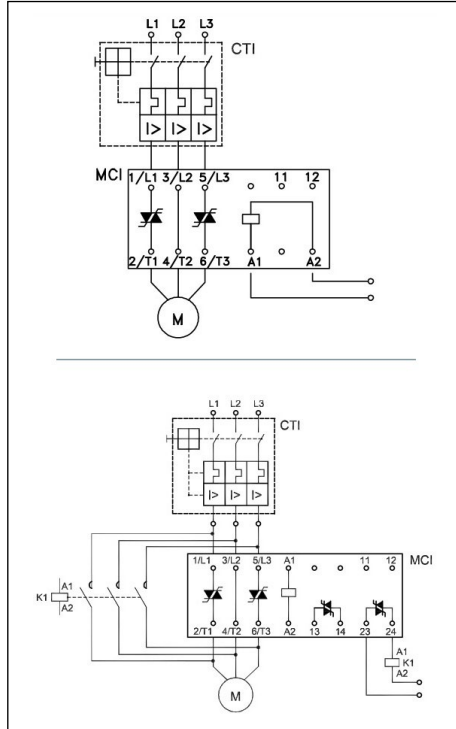 L1 L2 L3
CTI
I> I> I>
MCI 1/L1 3/L2 5/L3 11 12
2/T1 4/T2 6/T3 A1 A2
M
L1 L2 L3
CTI
I> I> I>
1/L1 3/L2 5/L3 A1 11 12 MCI
K1 A1
A2
2/T1 4/T2 6/T3 A2 13 14 23 24
A1
K1
A2
M